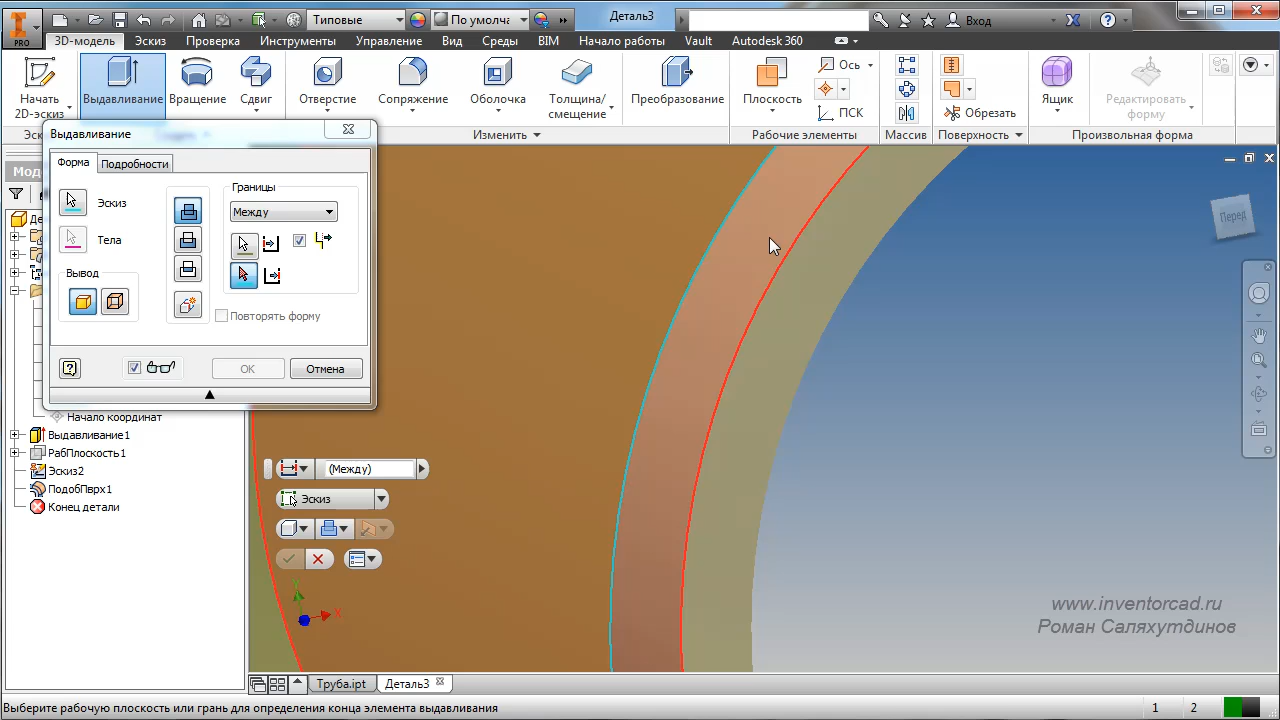 PRO
Типовые
По умолча
Деталь3
Вход
3D-модель Эскиз Проверка Инструменты Управление Вид Среды BIM Начало работы Vault Autodesk 360
Начать
2D-эскиз
Выдавливание
Вращение
Сдвиг
Отверстие
Сопряжение
Оболочка
Толщина/
смещение
Преобразование
Плоскость
Ось
ПСК
Обрезать
Ящик
Редактировать
форму
Изменить
Рабочие элементы
Массив
Поверхность
Произвольная форма
Выдавливание
Форма
Подробности
Эскиз
Тела
Вывод
Границы
Между
Повторять форму
OK
Отмена
Начало координат
Выдавливание1
РабПлоскость1
Эскиз2
ПодобПврх1
Конец детали
(Между)
Эскиз
Y
X
Перед
www.inventorcad.ru
Роман Саляхутдинов
Труба.ipt
Деталь3
Выберите рабочую плоскость или грань для определения конца элемента выдавливания
1 2